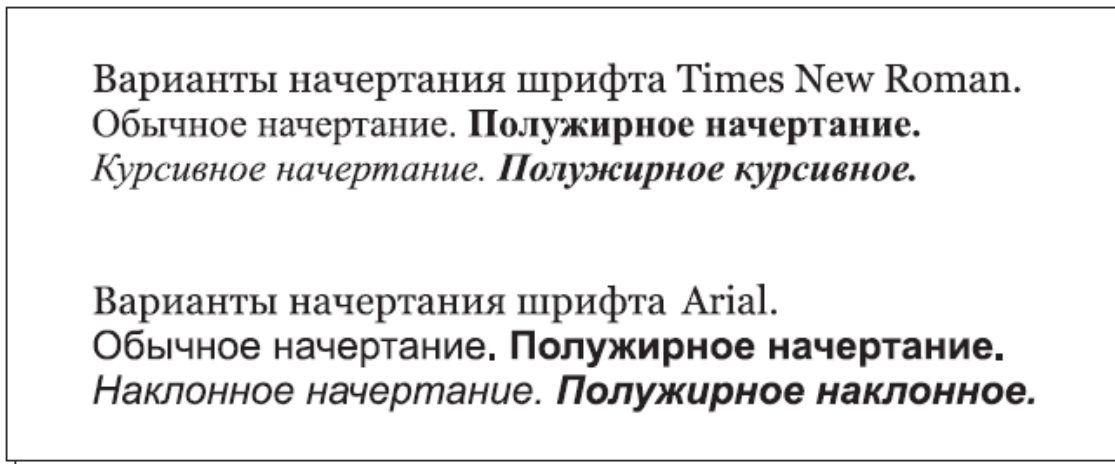 Варианты начертания шрифта Times New Roman.
Обычное начертание. Полужирное начертание.
Курсивное начертание. Полужирное курсивное.
Варианты начертания шрифта Arial.
Обычное начертание. Полужирное начертание.
Наклонное начертание. Полужирное наклонное.